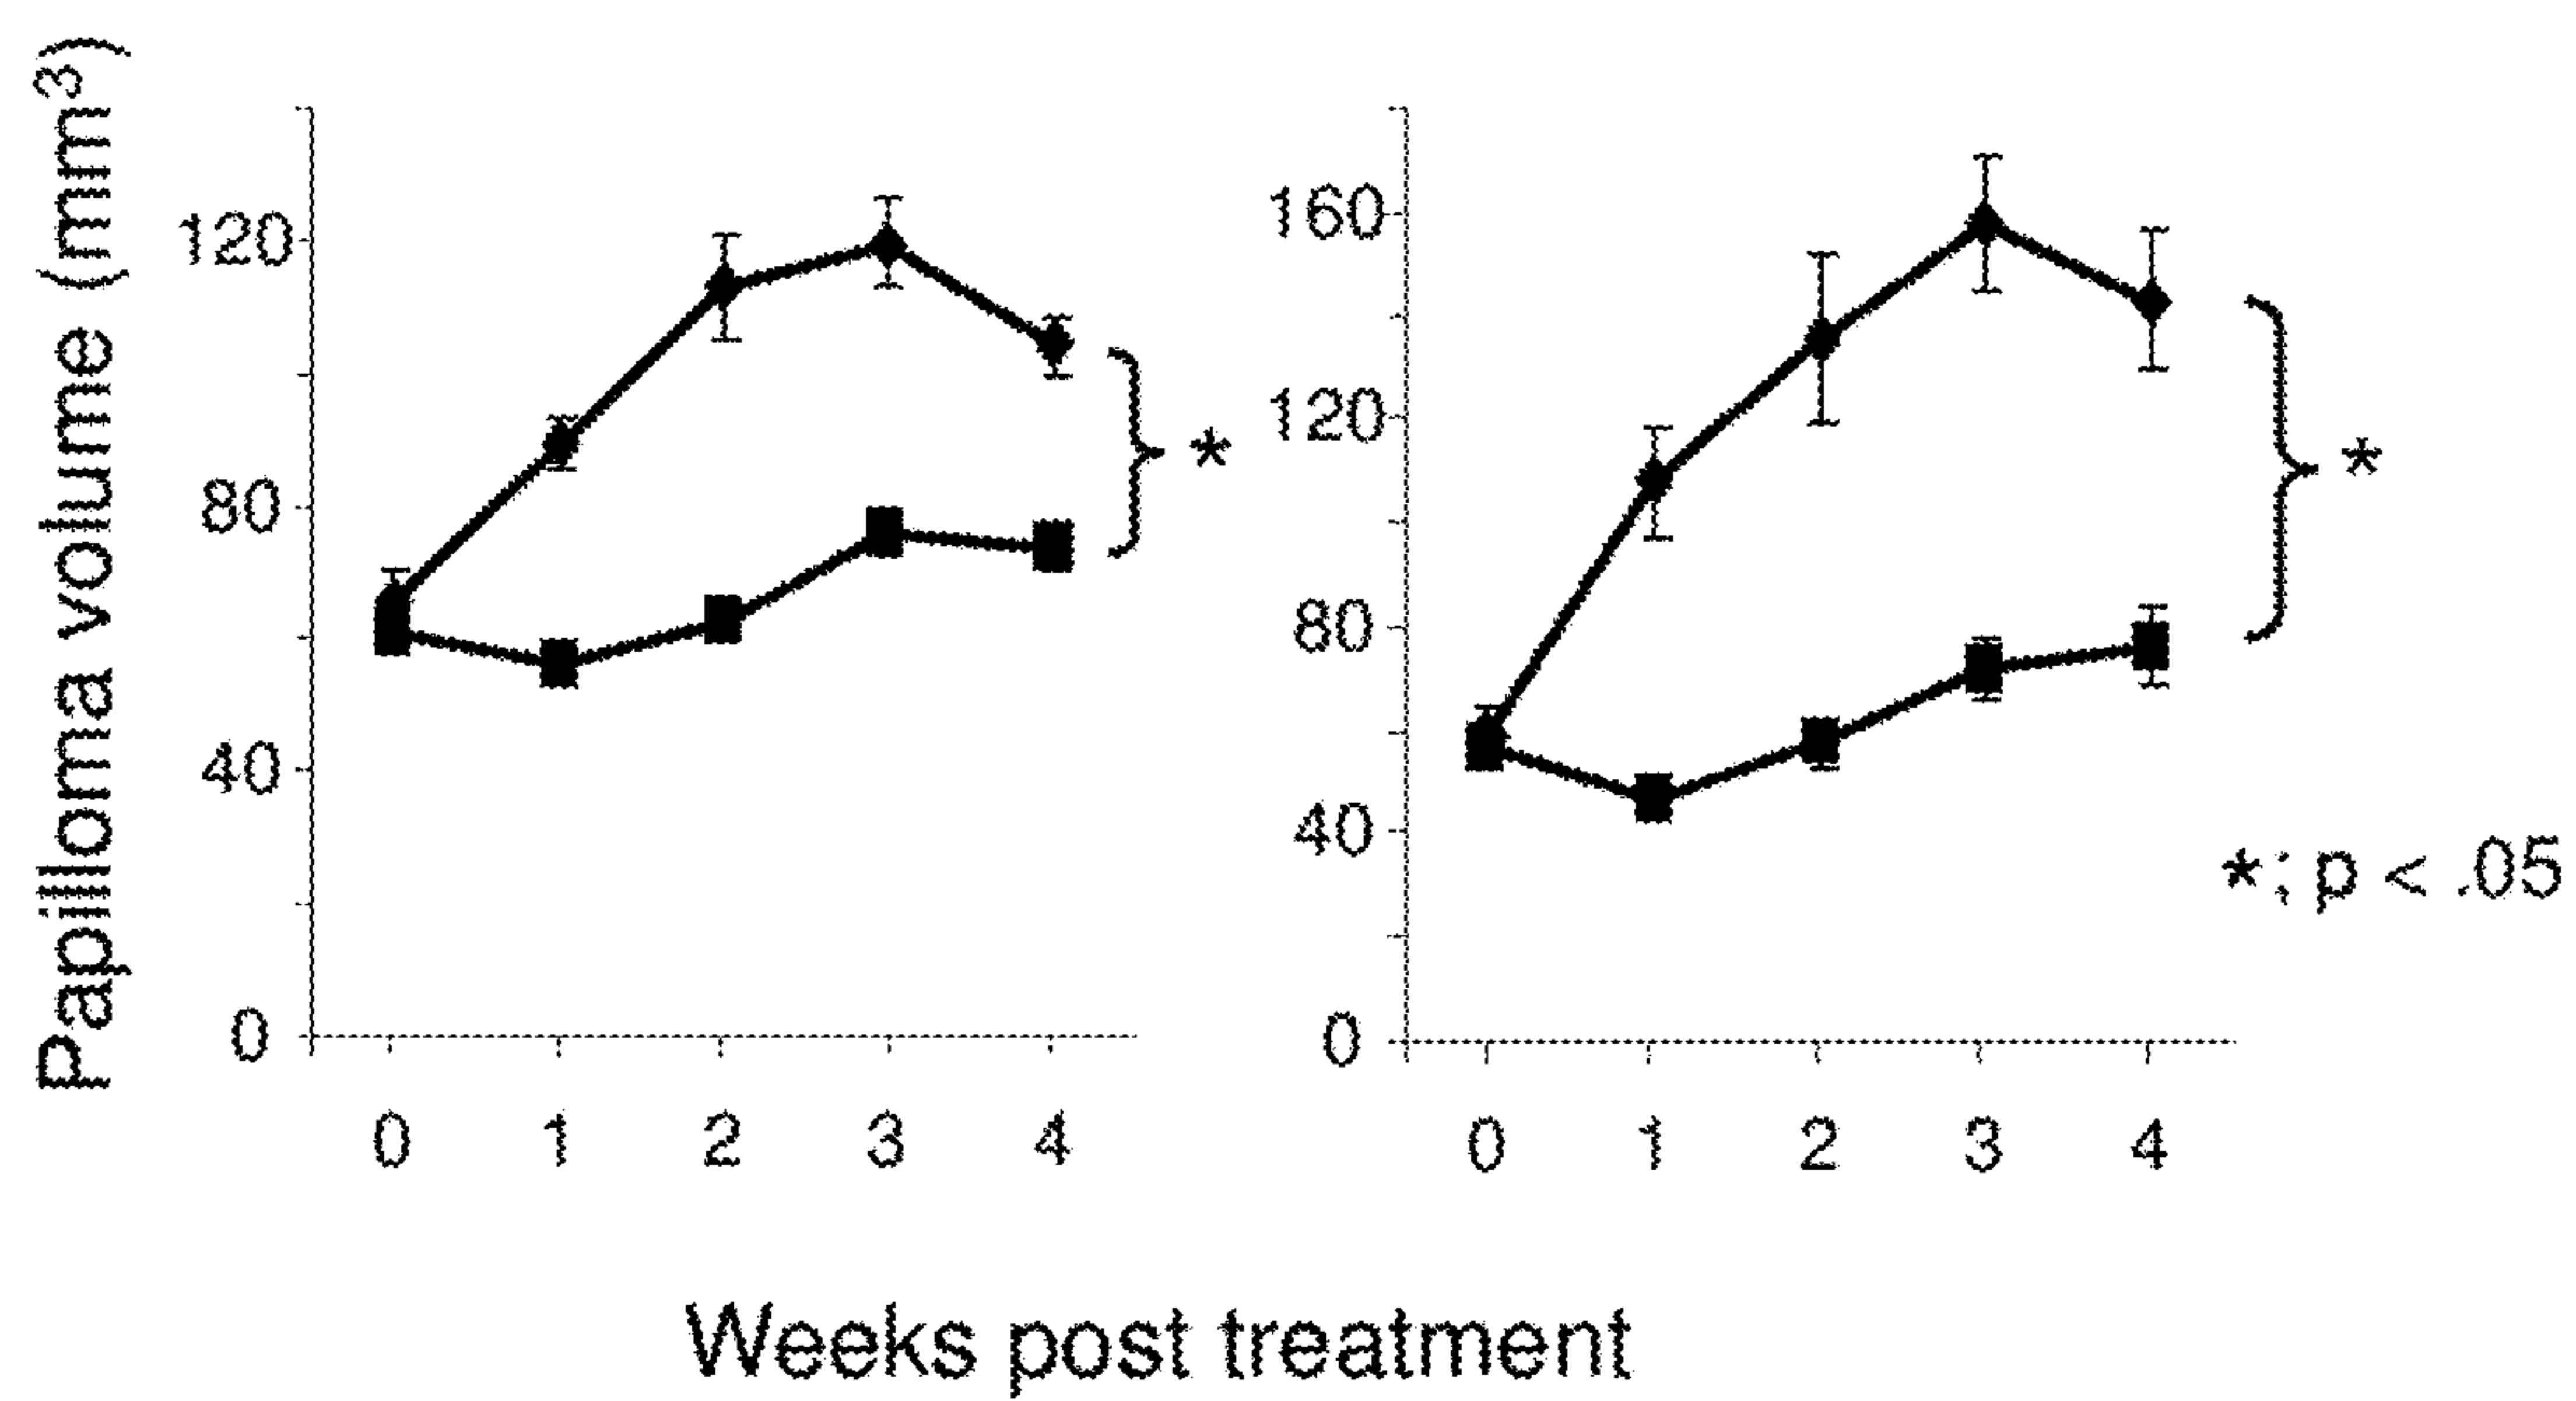 Papilloma volume (mm³)
120
80
40
0
0 1 2 3 4
*
160
120
80
40
0
0 1 2 3 4
*
*; p < .05
Weeks post treatment